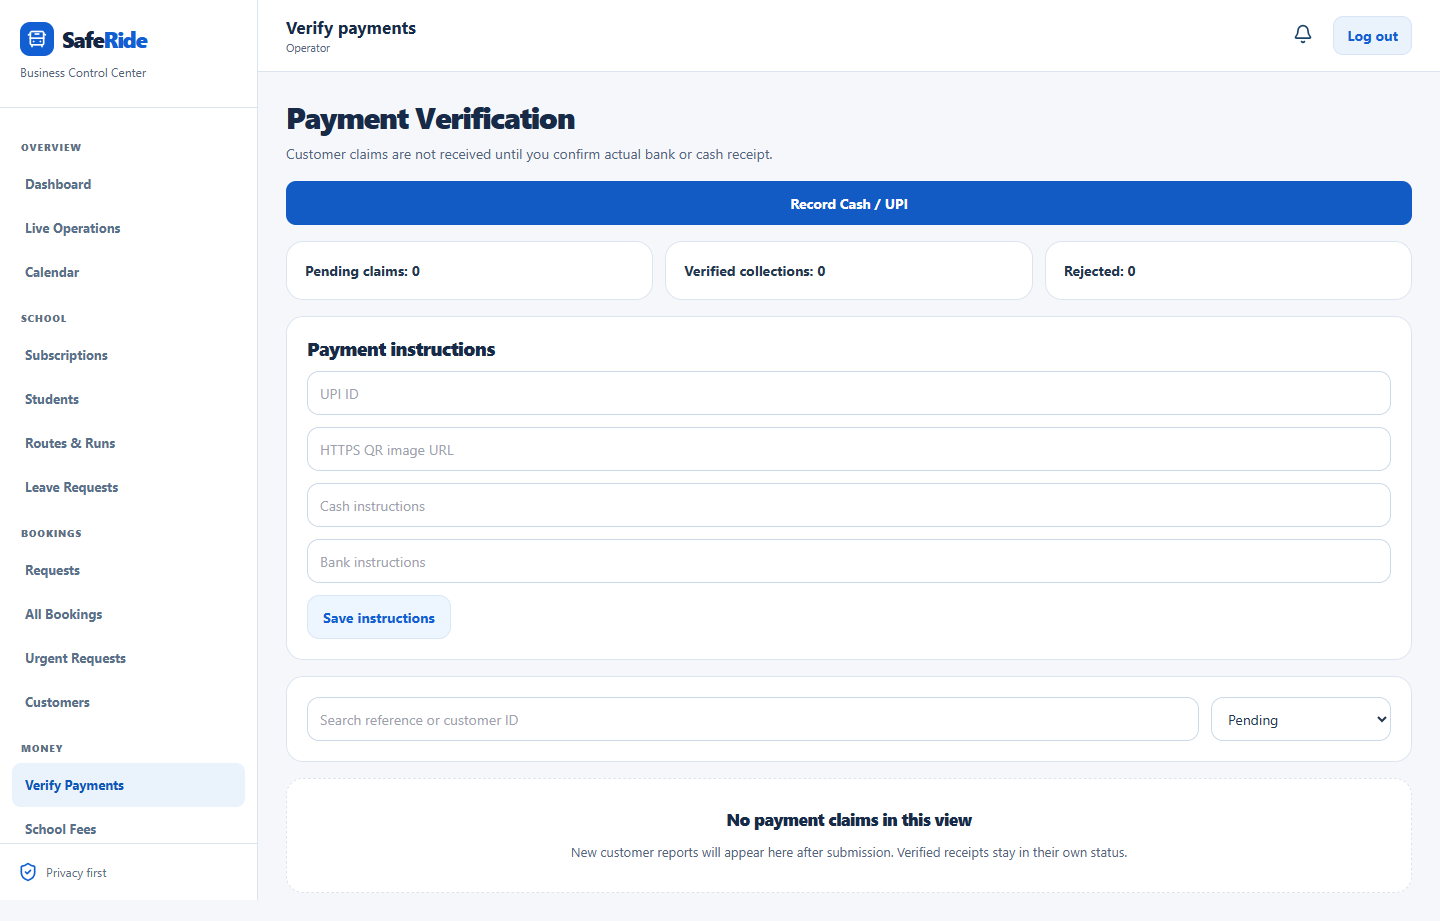 SafeRide
Business Control Center
OVERVIEW
Dashboard
Live Operations
Calendar
SCHOOL
Subscriptions
Students
Routes & Runs
Leave Requests
BOOKINGS
Requests
All Bookings
Urgent Requests
Customers
MONEY
Verify Payments
School Fees
Privacy first
Verify payments
Operator
Log out
Payment Verification
Customer claims are not received until you confirm actual bank or cash receipt.
Record Cash / UPI
Pending claims: 0
Verified collections: 0
Rejected: 0
Payment instructions
UPI ID
HTTPS QR image URL
Cash instructions
Bank instructions
Save instructions
Search reference or customer ID
Pending
No payment claims in this view
New customer reports will appear here after submission. Verified receipts stay in their own status.